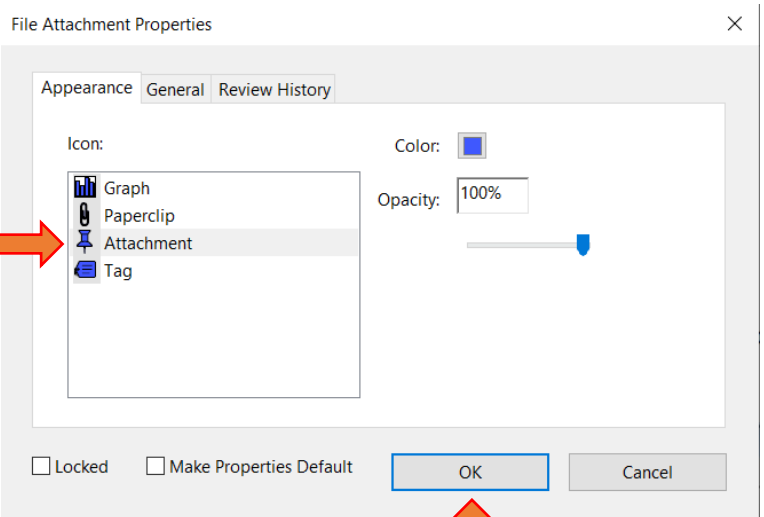 File Attachment Properties
Appearance General Review History
Icon:
Color:
Graph
Paperclip
Attachment
Tag
Opacity: 100%
Locked Make Properties Default OK Cancel